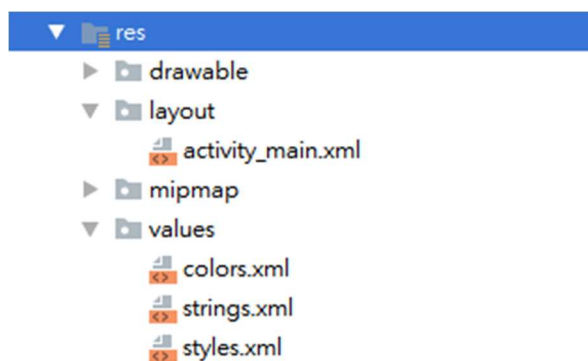 res
drawable
layout
activity_main.xml
mipmap
values
colors.xml
strings.xml
styles.xml